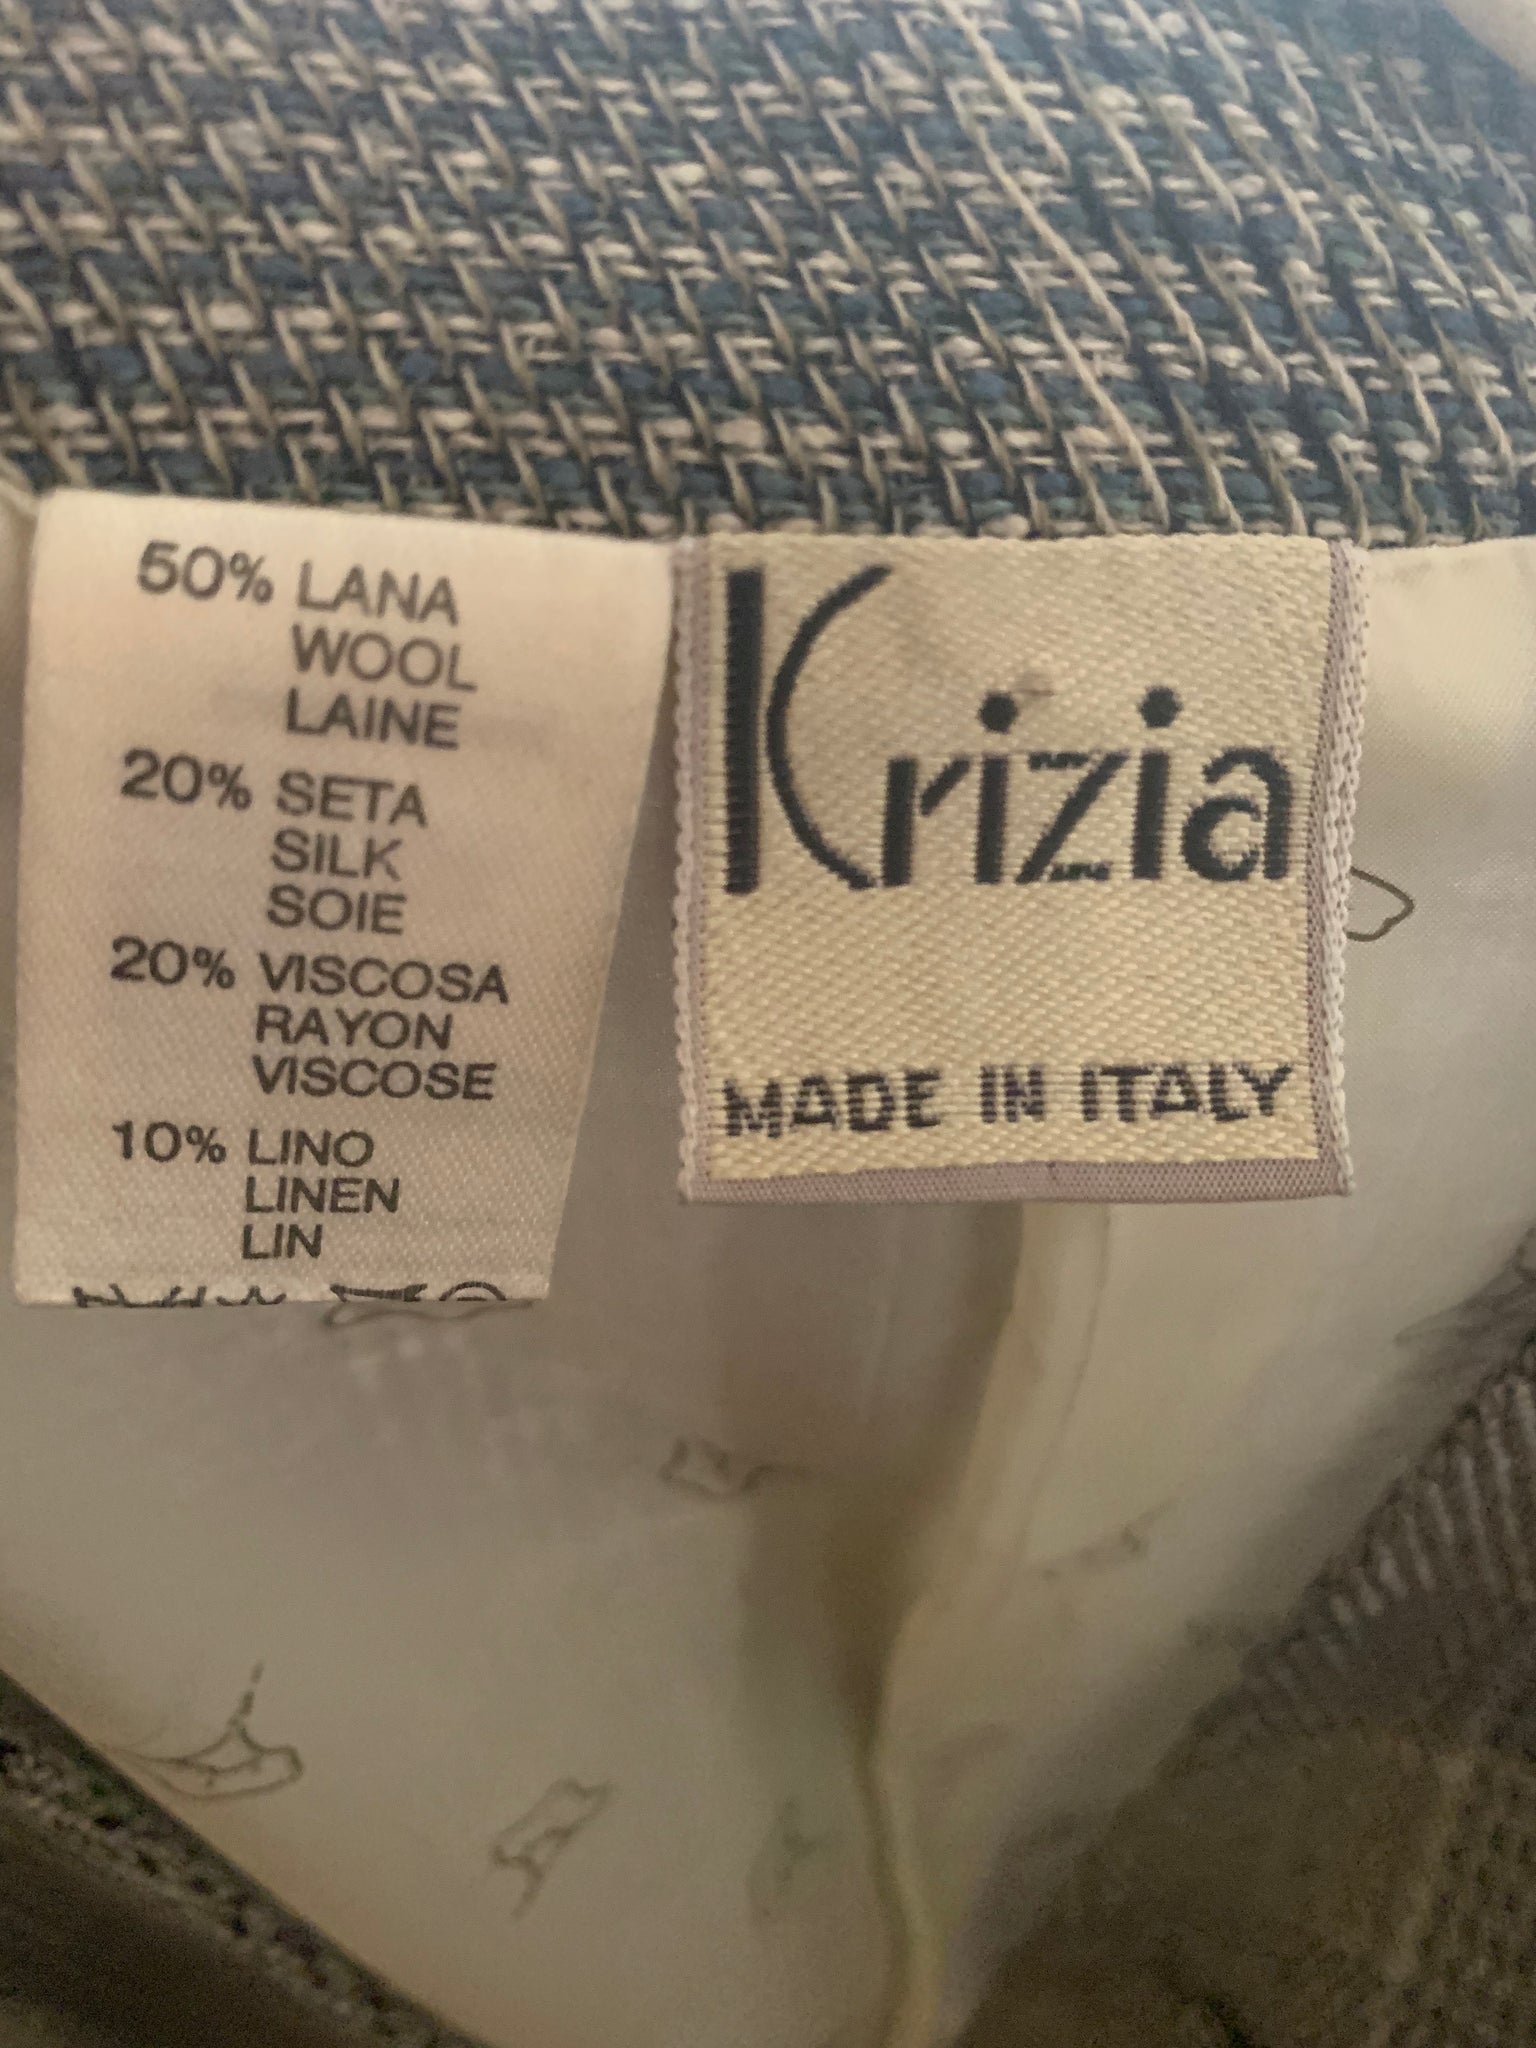 50% LANA
WOOL
LAINE
20% SETA
SILK
SOIE
20% VISCOSA
RAYON
VISCOSE
10% LINO
LINEN
LIN
Krizia
MADE IN ITALY